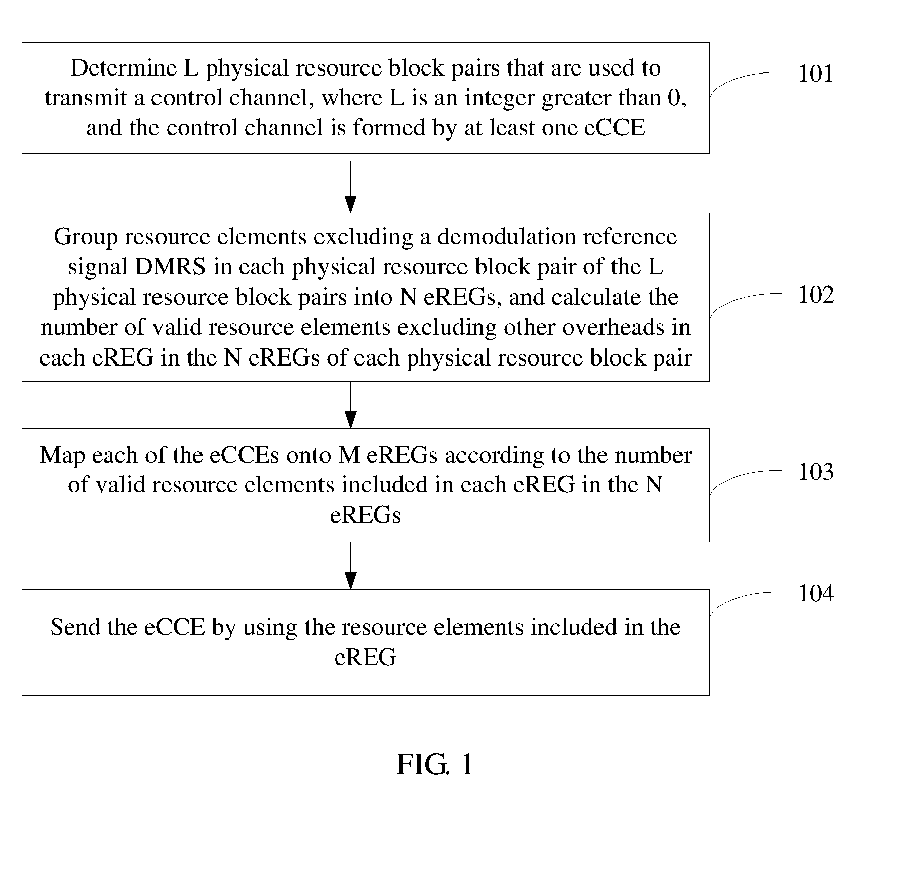 Determine L physical resource block pairs that are used to
transmit a control channel, where L is an integer greater than 0,
and the control channel is formed by at least one eCCE
101
Group resource elements excluding a demodulation reference
signal DMRS in each physical resource block pair of the L
physical resource block pairs into N eREGs, and calculate the
number of valid resource elements excluding other overheads in
each eREG in the N eREGs of each physical resource block pair
102
Map each of the eCCEs onto M eREGs according to the number
of valid resource elements included in each eREG in the N
eREGs
103
Send the eCCE by using the resource elements included in the
eREG
104
FIG. 1